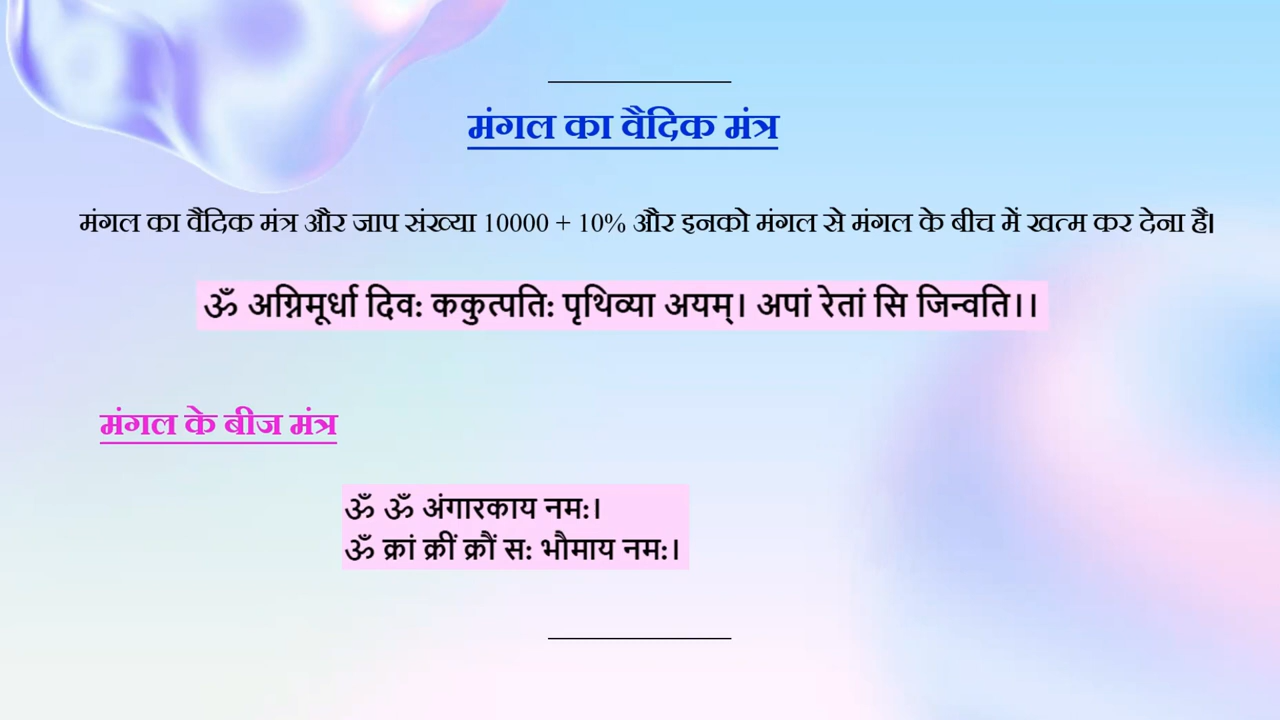 मंगल का वैदिक मंत्र
मंगल का वैदिक मंत्र और जाप संख्या 10000 + 10% और इनको मंगल से मंगल के बीच में खत्म कर देना है।
ॐ अग्निमूर्धा दिव: ककुत्पति: पृथिव्या अयम्। अपां रेतां सि जिन्वति।।
मंगल के बीज मंत्र
ॐ ॐ अंगारकाय नम:।
ॐ क्रां क्रीं क्रौं स: भौमाय नम:।